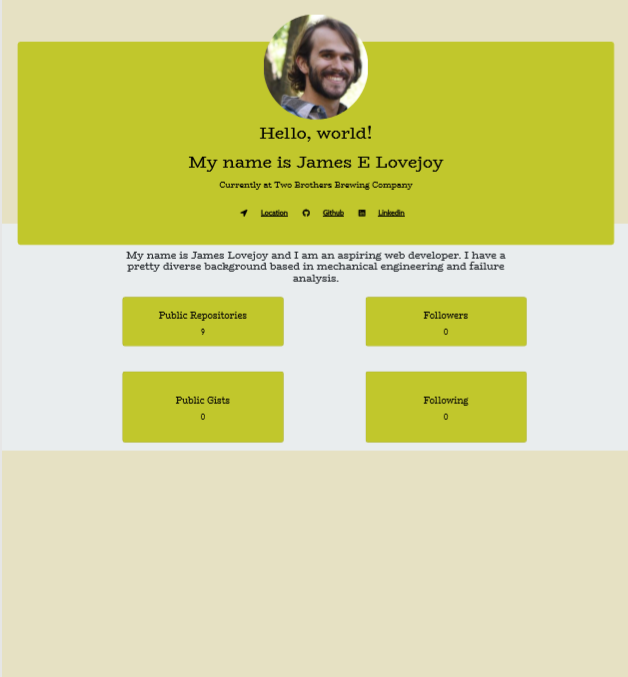 Hello, world!
My name is James E Lovejoy
Currently at Two Brothers Brewing Company
Location Github Linkedin
My name is James Lovejoy and I am an aspiring web developer. I have a
pretty diverse background based in mechanical engineering and failure
analysis.
Public Repositories Followers
9 0
Public Gists Following
0 0